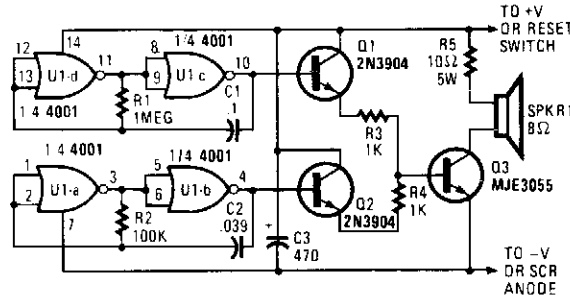 TO +V
OR RESET
SWITCH
1/4 4001
12
14
13
11
8
9
10
U1-d
U1-c
Q1
2N3904
R5
10Ω
5W
1 4 4001
R1
1MEG
C1
.1
R3
1K
SPKR1
8Ω
1 4 4001
1/4 4001
1
2
3
5
6
4
U1-a
U1-b
7
R2
100K
C2
.039
+
C3
470
Q2
2N3904
R4
1K
Q3
MJE3055
TO -V
OR SCR
ANODE